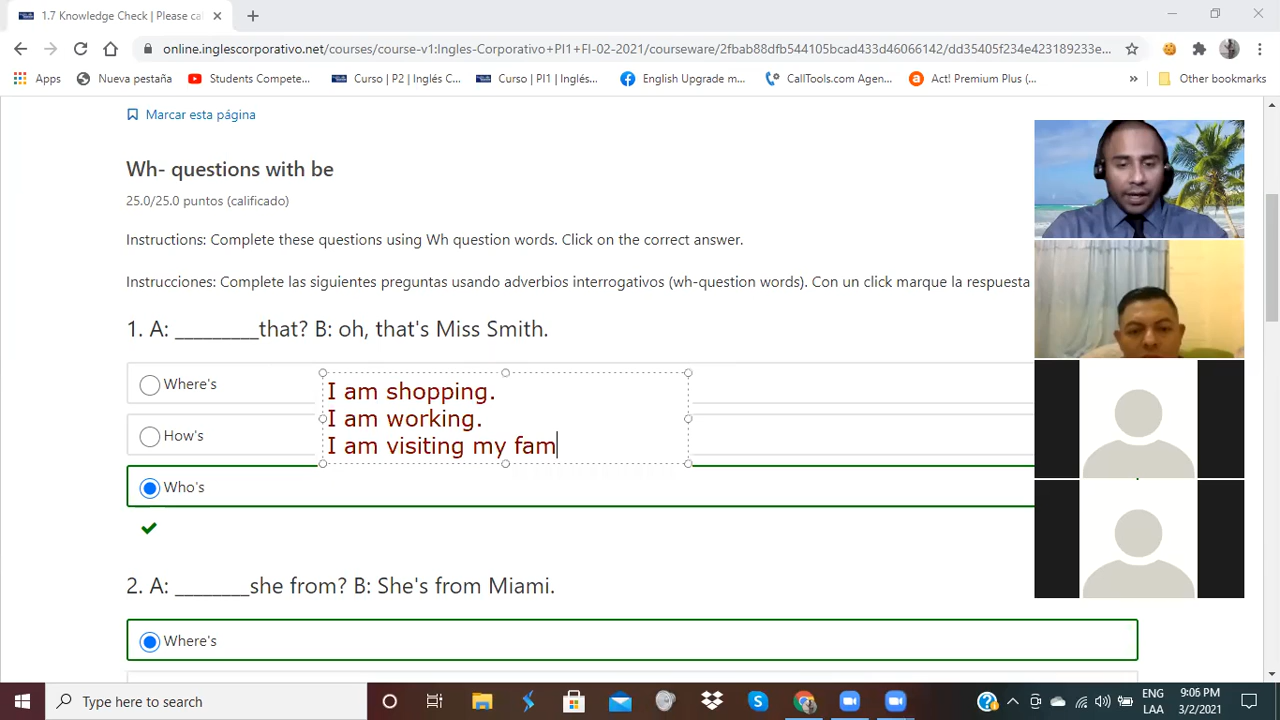 1.7 Knowledge Check | Please cal
online.inglescorporativo.net/courses/course-v1:Ingles-Corporativo+PI1+FI-02-2021/courseware/2fbab88dfb544105bcad433d46066142/dd35405f234e423189233e...
Apps
Nueva pestaña
Students Compete...
Curso | P2 | Inglés C...
Curso | PI1 | Inglés...
English Upgrade m...
CallTools.com Agen...
Act! Premium Plus (...
»
Other bookmarks
Marcar esta página
Wh- questions with be
25.0/25.0 puntos (calificado)
Instructions: Complete these questions using Wh question words. Click on the correct answer.
Instrucciones: Complete las siguientes preguntas usando adverbios interrogativos (wh-question words). Con un click marque la respuesta
1. A: _________that? B: oh, that's Miss Smith.
Where's
I am shopping.
I am working.
How's
I am visiting my fam
Who's
2. A: ________she from? B: She's from Miami.
Where's
Type here to search
ENG
LAA
9:06 PM
3/2/2021